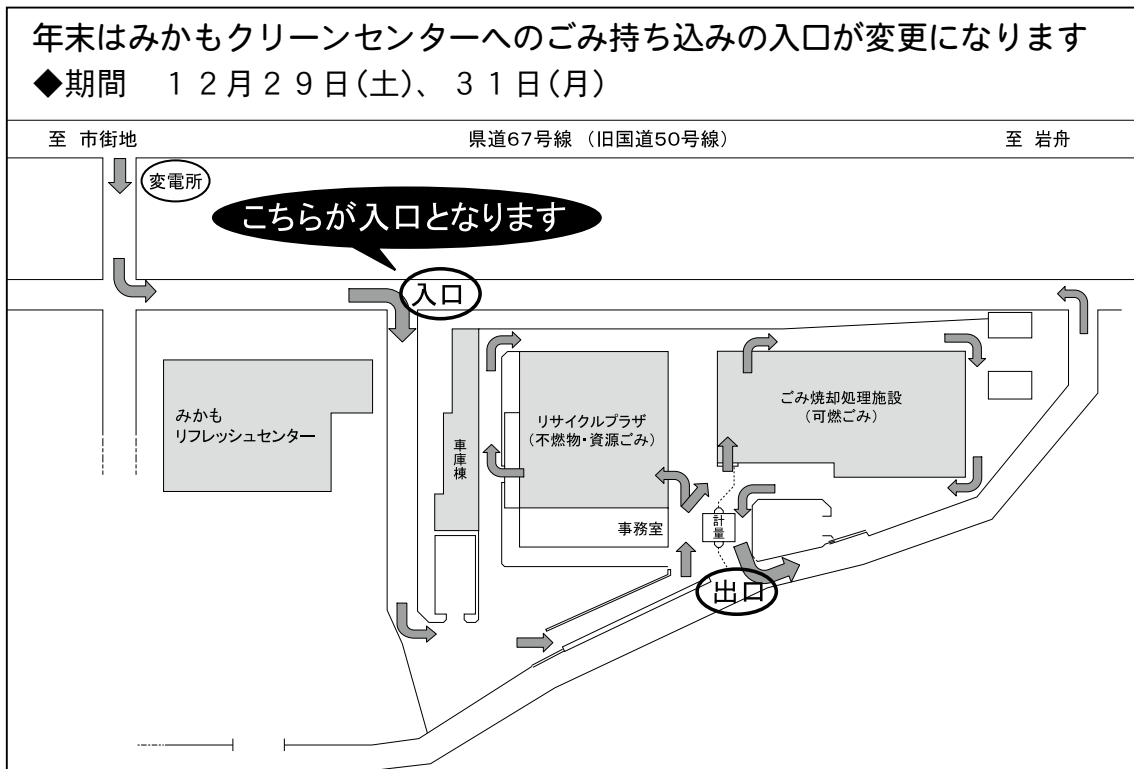 年末はみかもクリーンセンターへのごみ持ち込みの入口が変更になります
◆期間　１２月２９日(土)、３１日(月)
至 市街地
県道67号線（旧国道50号線）
至 岩舟
変電所
こちらが入口となります
入口
みかも
リフレッシュセンター
車庫棟
リサイクルプラザ
（不燃物・資源ごみ）
ごみ焼却処理施設
（可燃ごみ）
事務室
計量
出口